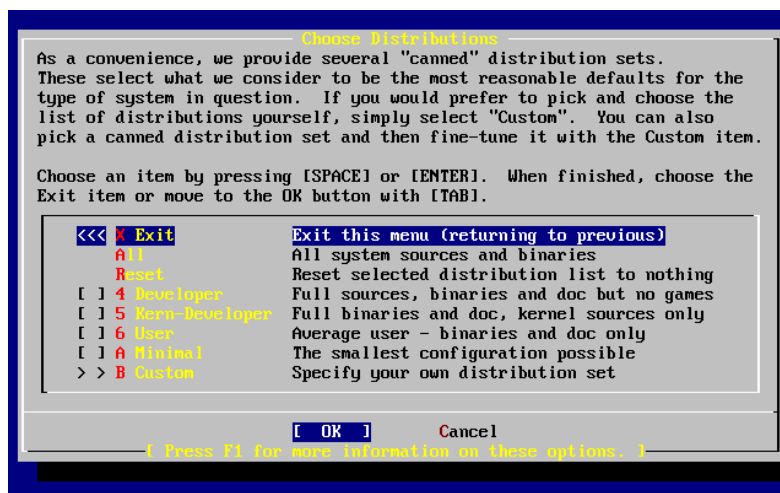 Choose Distributions
As a convenience, we provide several "canned" distribution sets.
These select what we consider to be the most reasonable defaults for the
type of system in question.  If you would prefer to pick and choose the
list of distributions yourself, simply select "Custom".  You can also
pick a canned distribution set and then fine-tune it with the Custom item.
Choose an item by pressing [SPACE] or [ENTER].  When finished, choose the
Exit item or move to the OK button with [TAB].
<<< X Exit Exit this menu (returning to previous)
All All system sources and binaries
Reset Reset selected distribution list to nothing
[ ] 4 Developer Full sources, binaries and doc but no games
[ ] 5 Kern-Developer Full binaries and doc, kernel sources only
[ ] 6 User Average user - binaries and doc only
[ ] A Minimal The smallest configuration possible
> > B Custom Specify your own distribution set
[ OK ] Cancel
[ Press F1 for more information on these options. ]